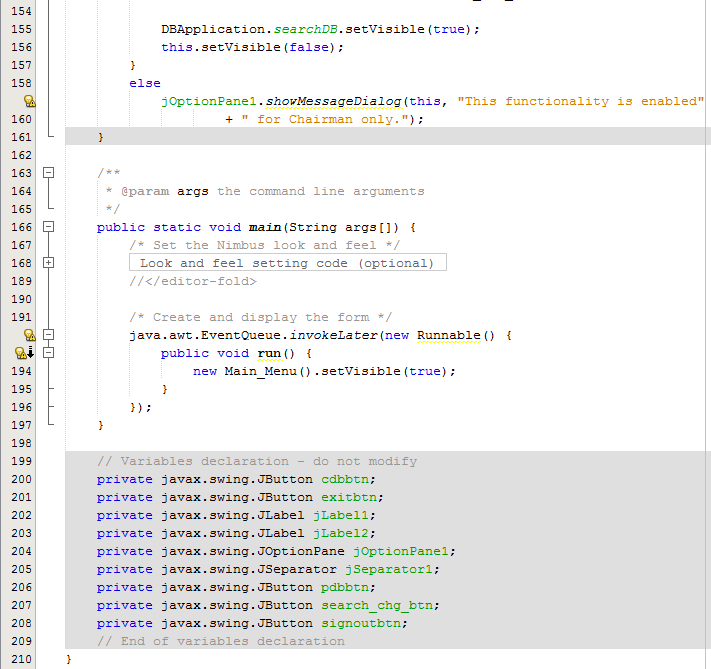 154
155 DBApplication.searchDB.setVisible(true);
156 this.setVisible(false);
157 }
158 else
jOptionPane1.showMessageDialog(this, "This functionality is enabled"
160 + " for Chairman only.");
161 }
162
163 /**
164 * @param args the command line arguments
165 */
166 public static void main(String args[]) {
167 /* Set the Nimbus look and feel */
168 Look and feel setting code (optional)
189 //</editor-fold>
190
191 /* Create and display the form */
java.awt.EventQueue.invokeLater(new Runnable() {
public void run() {
194 new Main_Menu().setVisible(true);
195 }
196 });
197 }
198
199 // Variables declaration - do not modify
200 private javax.swing.JButton cdbbtn;
201 private javax.swing.JButton exitbtn;
202 private javax.swing.JLabel jLabel1;
203 private javax.swing.JLabel jLabel2;
204 private javax.swing.JOptionPane jOptionPane1;
205 private javax.swing.JSeparator jSeparator1;
206 private javax.swing.JButton pdbbtn;
207 private javax.swing.JButton search_chg_btn;
208 private javax.swing.JButton signoutbtn;
209 // End of variables declaration
210 }